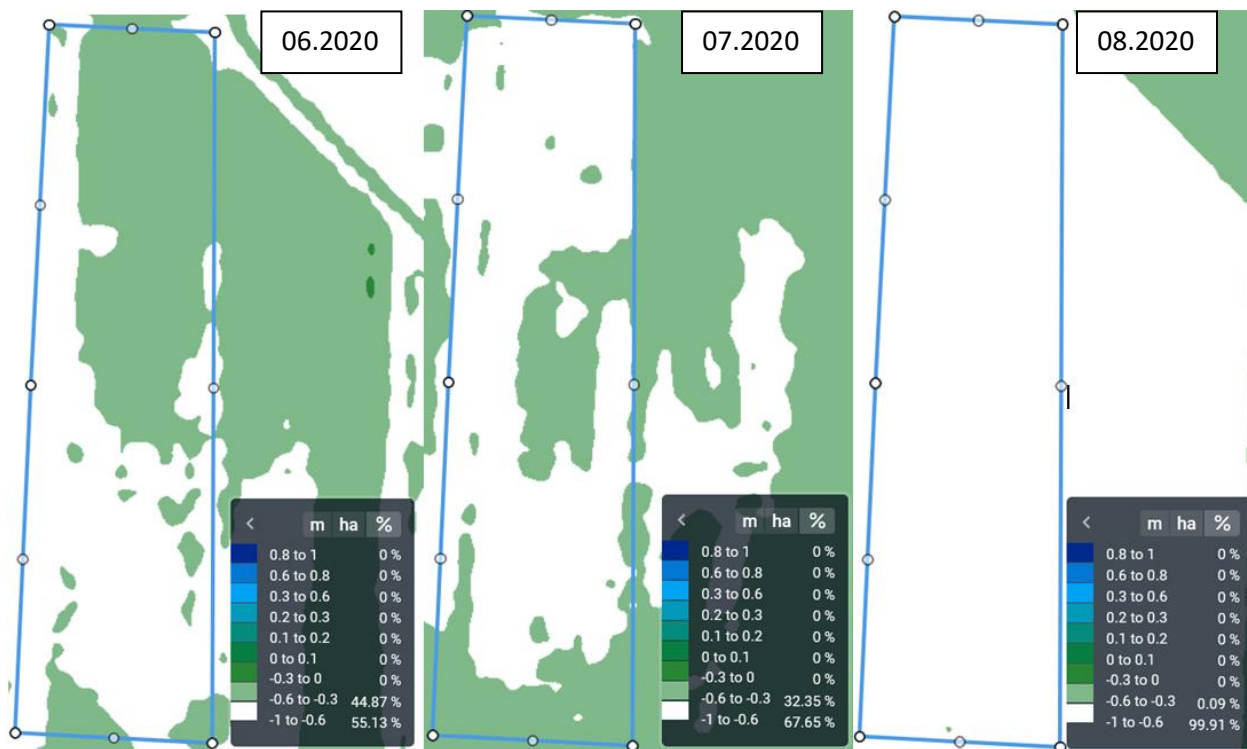 06.2020
07.2020
08.2020
< m ha %
0.8 to 1 0 %
0.6 to 0.8 0 %
0.3 to 0.6 0 %
0.2 to 0.3 0 %
0.1 to 0.2 0 %
0 to 0.1 0 %
-0.3 to 0 0 %
-0.6 to -0.3 44.87 %
-1 to -0.6 55.13 %
< m ha %
0.8 to 1 0 %
0.6 to 0.8 0 %
0.3 to 0.6 0 %
0.2 to 0.3 0 %
0.1 to 0.2 0 %
0 to 0.1 0 %
-0.3 to 0 0 %
-0.6 to -0.3 32.35 %
-1 to -0.6 67.65 %
< m ha %
0.8 to 1 0 %
0.6 to 0.8 0 %
0.3 to 0.6 0 %
0.2 to 0.3 0 %
0.1 to 0.2 0 %
0 to 0.1 0 %
-0.3 to 0 0 %
-0.6 to -0.3 0.09 %
-1 to -0.6 99.91 %